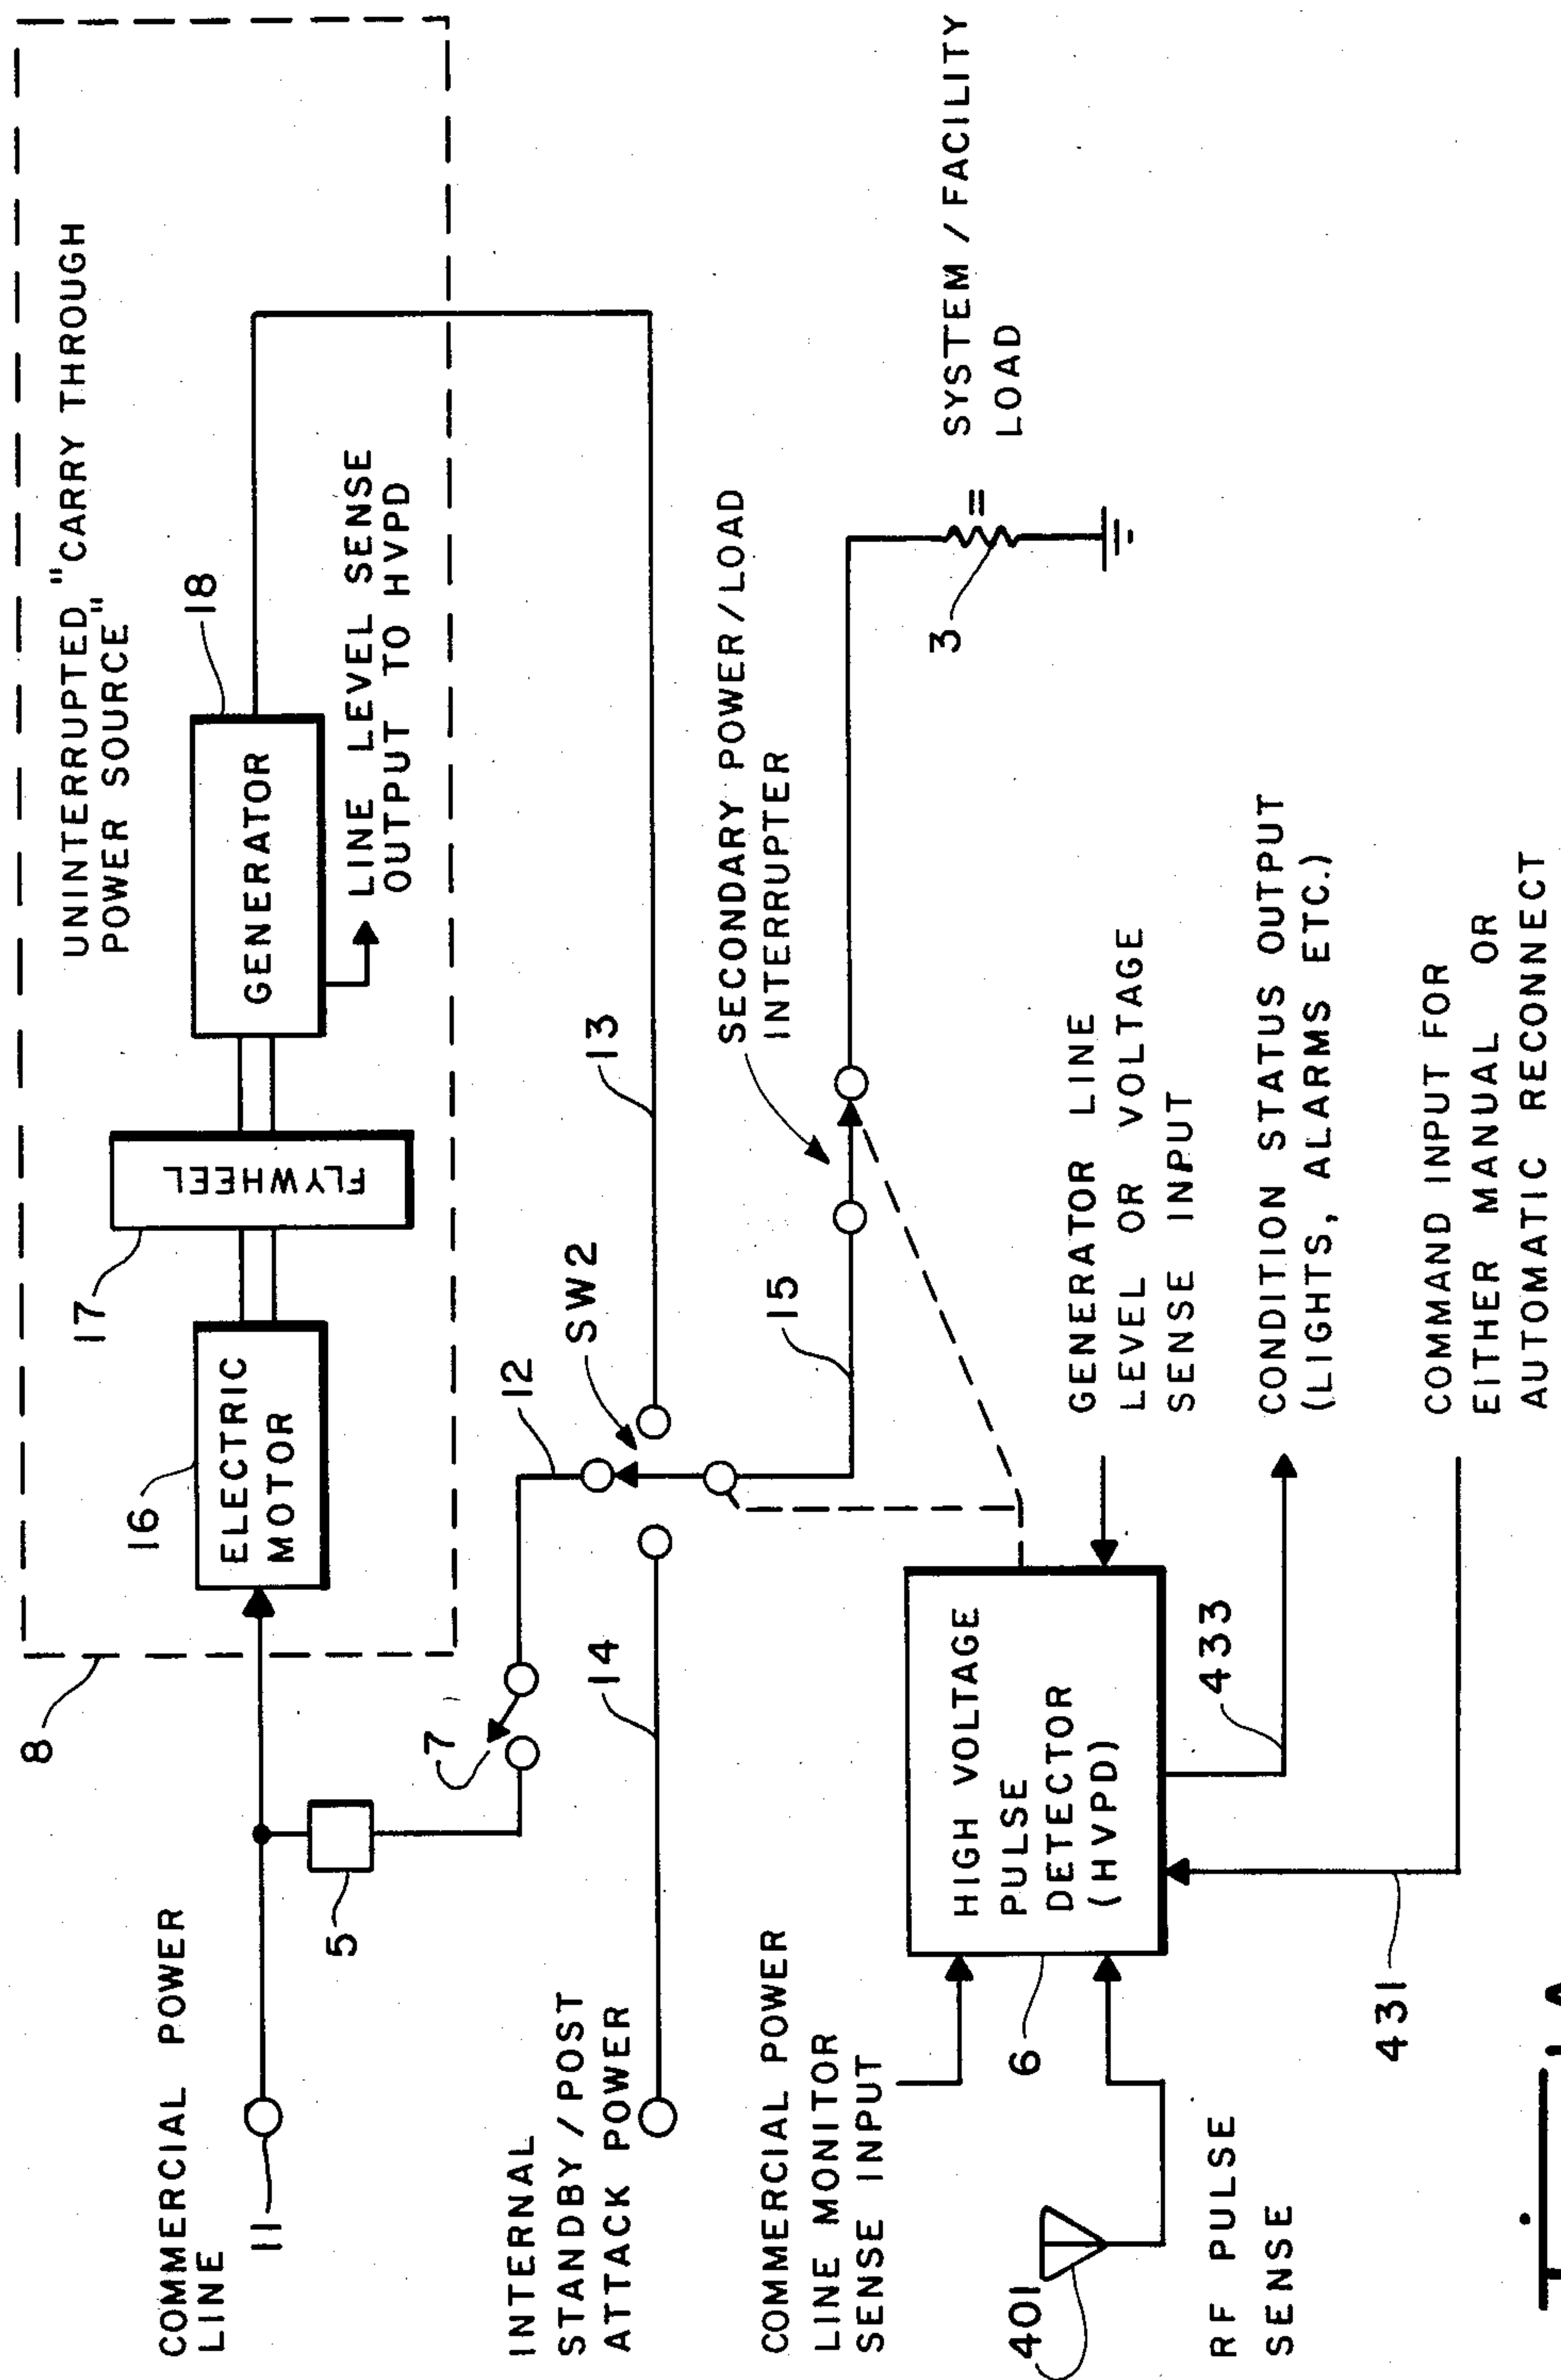 UNINTERRUPTED "CARRY THROUGH
POWER SOURCE"
8
16
ELECTRIC
MOTOR
17
FLYWHEEL
18
GENERATOR
LINE LEVEL SENSE
OUTPUT TO HVPD
COMMERCIAL POWER
LINE
11
5
7
12
SW2
13
INTERNAL
STANDBY/POST
ATTACK POWER
14
15
SECONDARY POWER/LOAD
INTERRUPTER
3
=
SYSTEM/FACILITY
LOAD
COMMERCIAL POWER
LINE MONITOR
SENSE INPUT
HIGH VOLTAGE
PULSE
DETECTOR
(HVPD)
6
GENERATOR LINE
LEVEL OR VOLTAGE
SENSE INPUT
401
RF PULSE
SENSE
433
CONDITION STATUS OUTPUT
(LIGHTS, ALARMS ETC.)
431
COMMAND INPUT FOR
EITHER MANUAL OR
AUTOMATIC RECONNECT